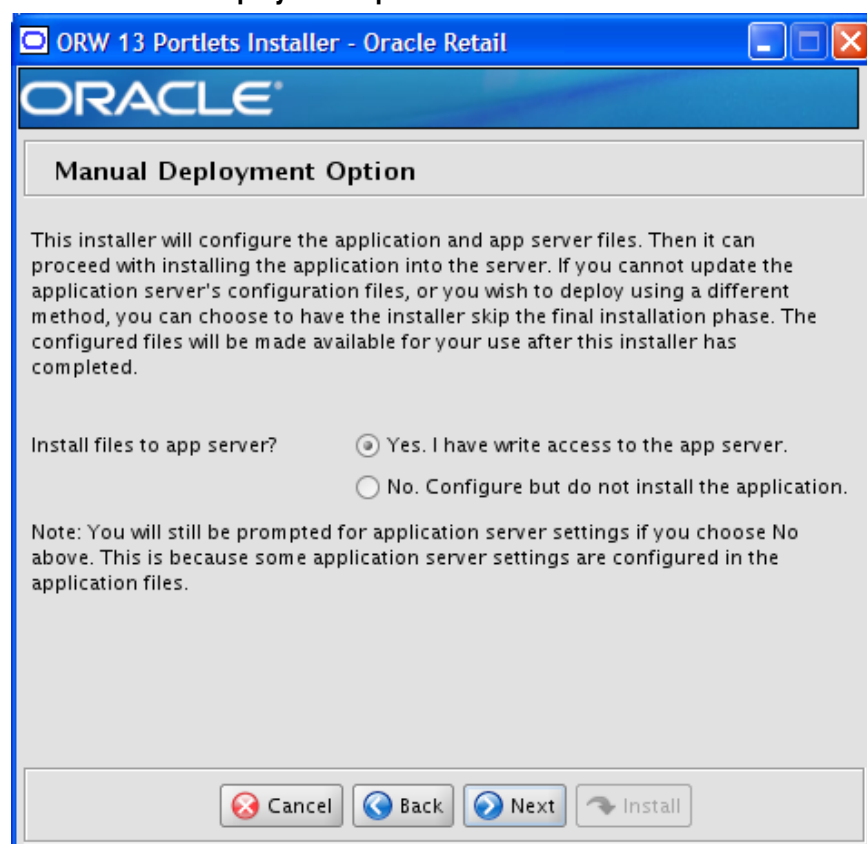 ORW 13 Portlets Installer - Oracle Retail
ORACLE®
Manual Deployment Option
This installer will configure the application and app server files. Then it can
proceed with installing the application into the server. If you cannot update the
application server's configuration files, or you wish to deploy using a different
method, you can choose to have the installer skip the final installation phase. The
configured files will be made available for your use after this installer has
completed.
Install files to app server?
Yes. I have write access to the app server.
No. Configure but do not install the application.
Note: You will still be prompted for application server settings if you choose No
above. This is because some application server settings are configured in the
application files.
Cancel
Back
Next
Install